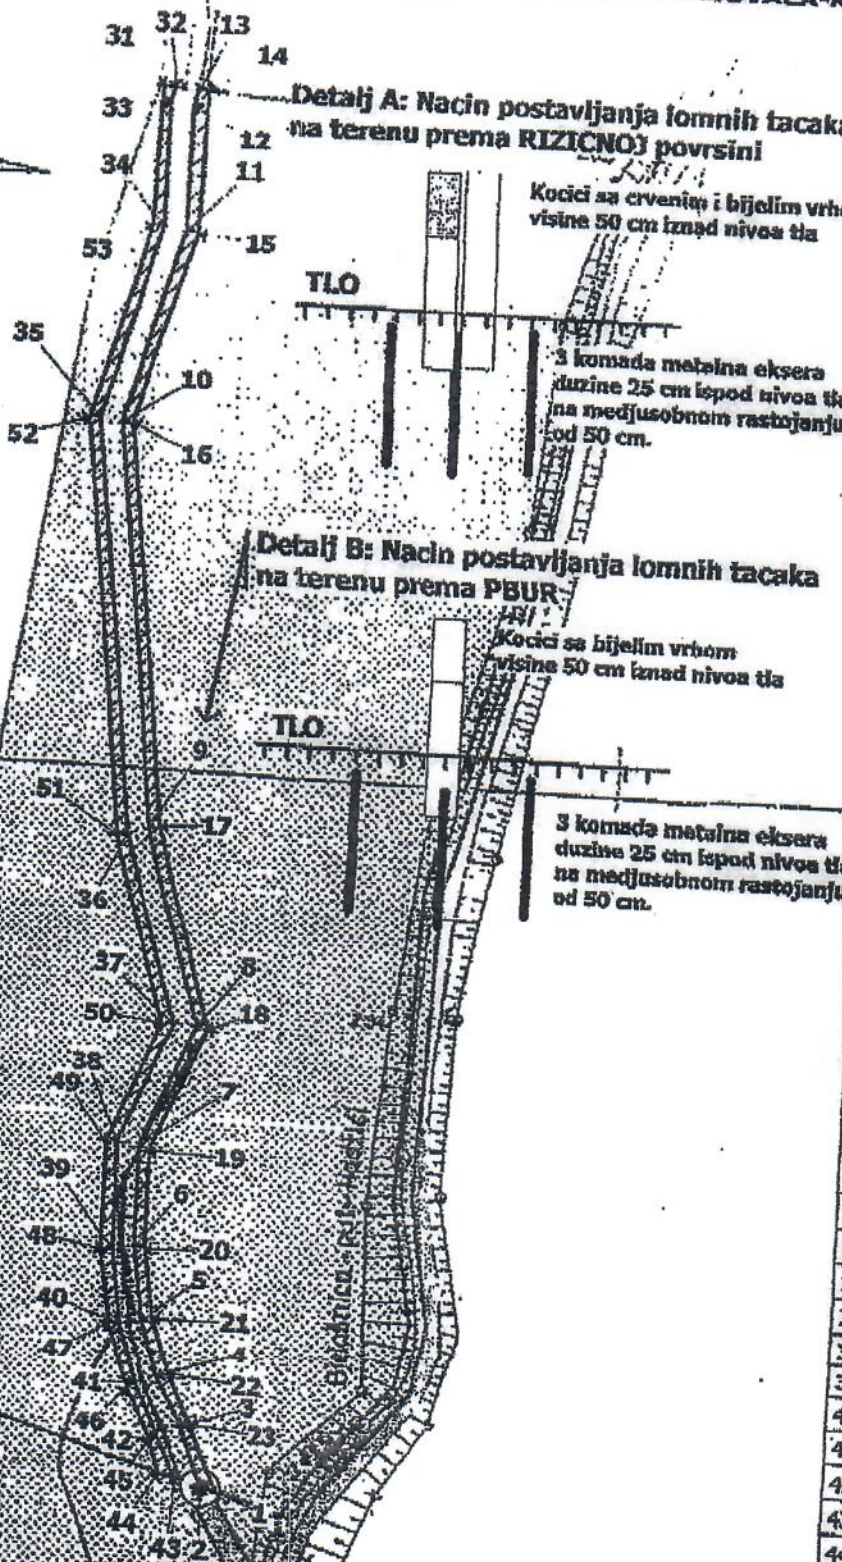 32
13
31
14
Detalj A: Nacin postavljanja lomnih tacaka
na terenu prema RIZICNOJ povrsini
33
12
34
11
Kocici sa crvenim i bijelim
visine 50 cm iznad nivoa tla
53
15
TLO
35
10
3 komada metalna eksera
duzine 25 cm ispod nivoa
na medjusobnom rastojanju
od 50 cm.
52
16
Detalj B: Nacin postavljanja lomnih tacaka
na terenu prema PBUR
Kocici sa bijelim vrhom
visine 50 cm iznad nivoa tla
TLO
9
51
17
3 komada metalna eksera
duzine 25 cm ispod nivoa
na medjusobnom rastojanju
od 50 cm.
36
37
8
50
18
38
49
7
19
39
6
48
20
5
40
21
47
4
41
22
46
3
42
23
45
1
44
43
2